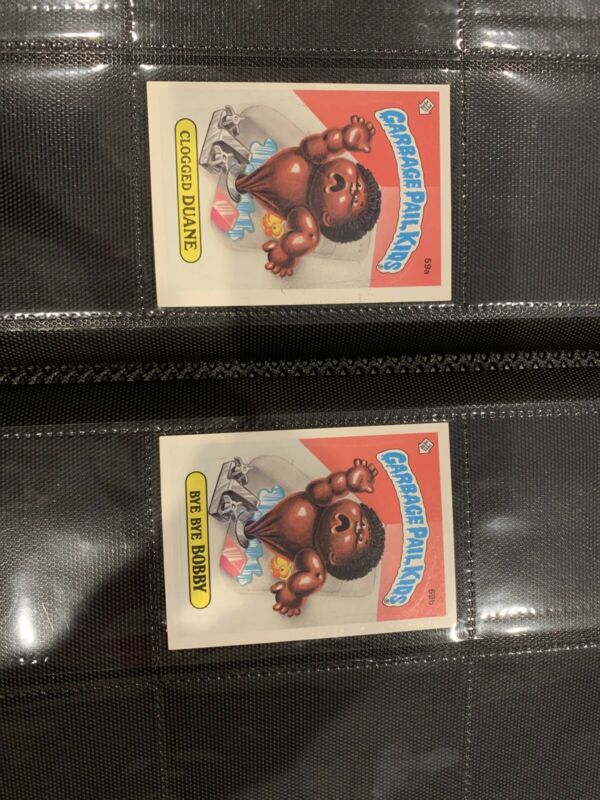 GARBAGE PAIL KIDS
59a
CLOGGED DUANE
GARBAGE PAIL KIDS
59b
BYE BYE BOBBY